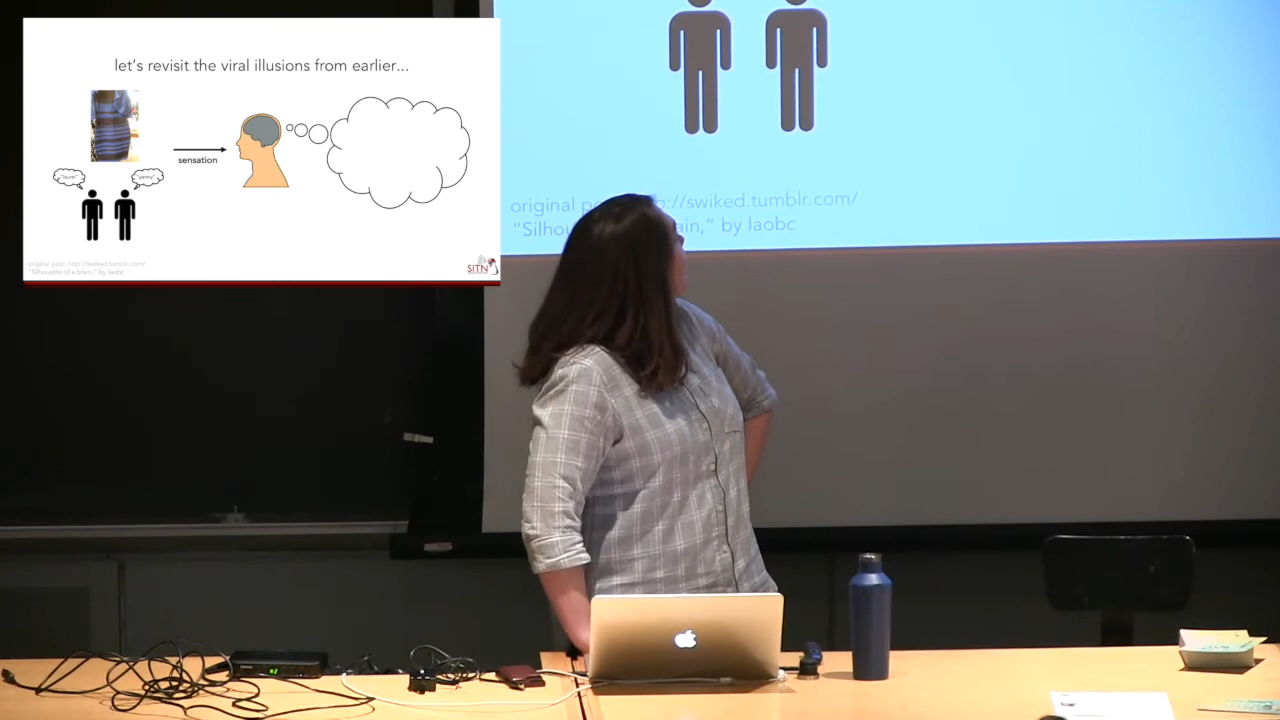 let's revisit the viral illusions from earlier...
"laurel"
"yanny"
sensation
original post: http://swiked.tumblr.com/
"Silhouette of a brain," by laobc
SITN
original p
p://swiked.tumblr.com/
"Silhou
ain," by laobc